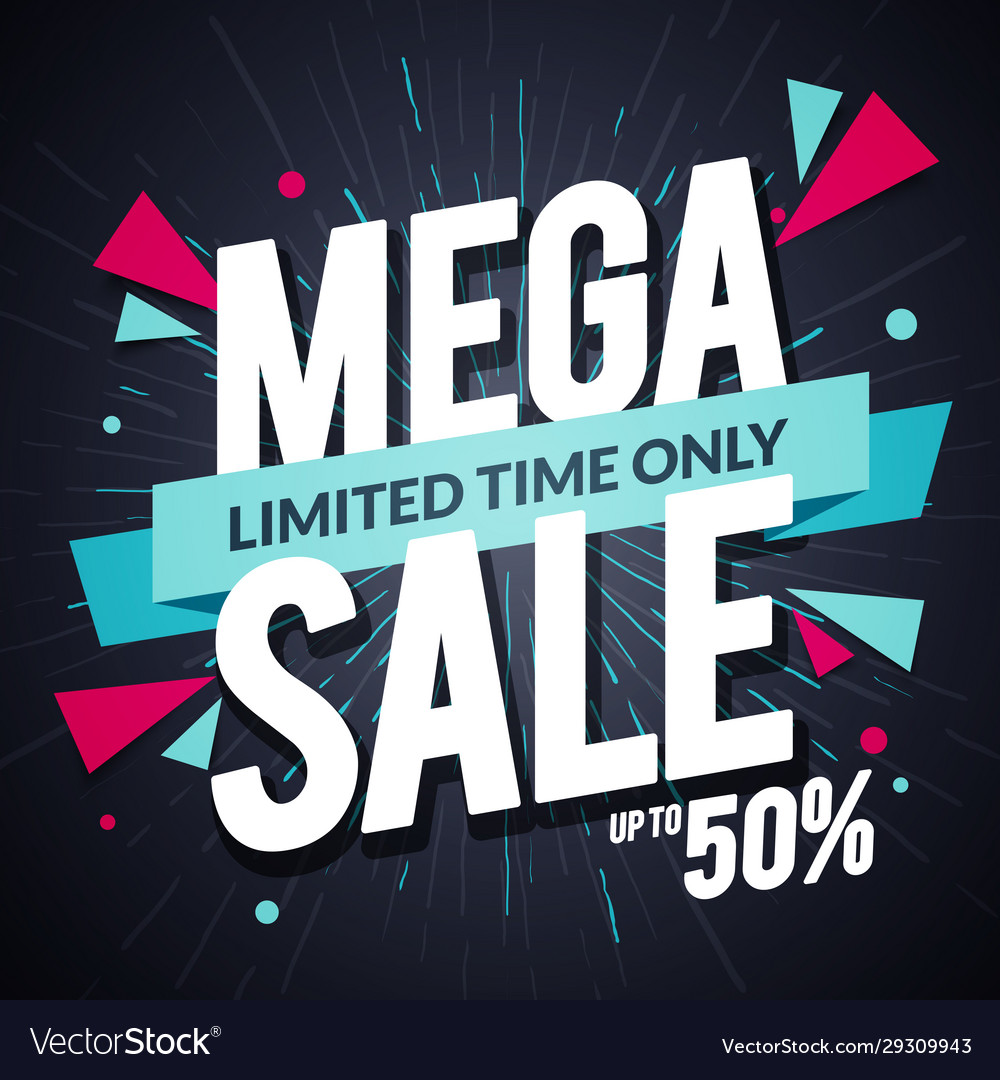 MEGA
LIMITED TIME ONLY
SALE
UP TO 50%
VectorStock®
VectorStock.com/29309943